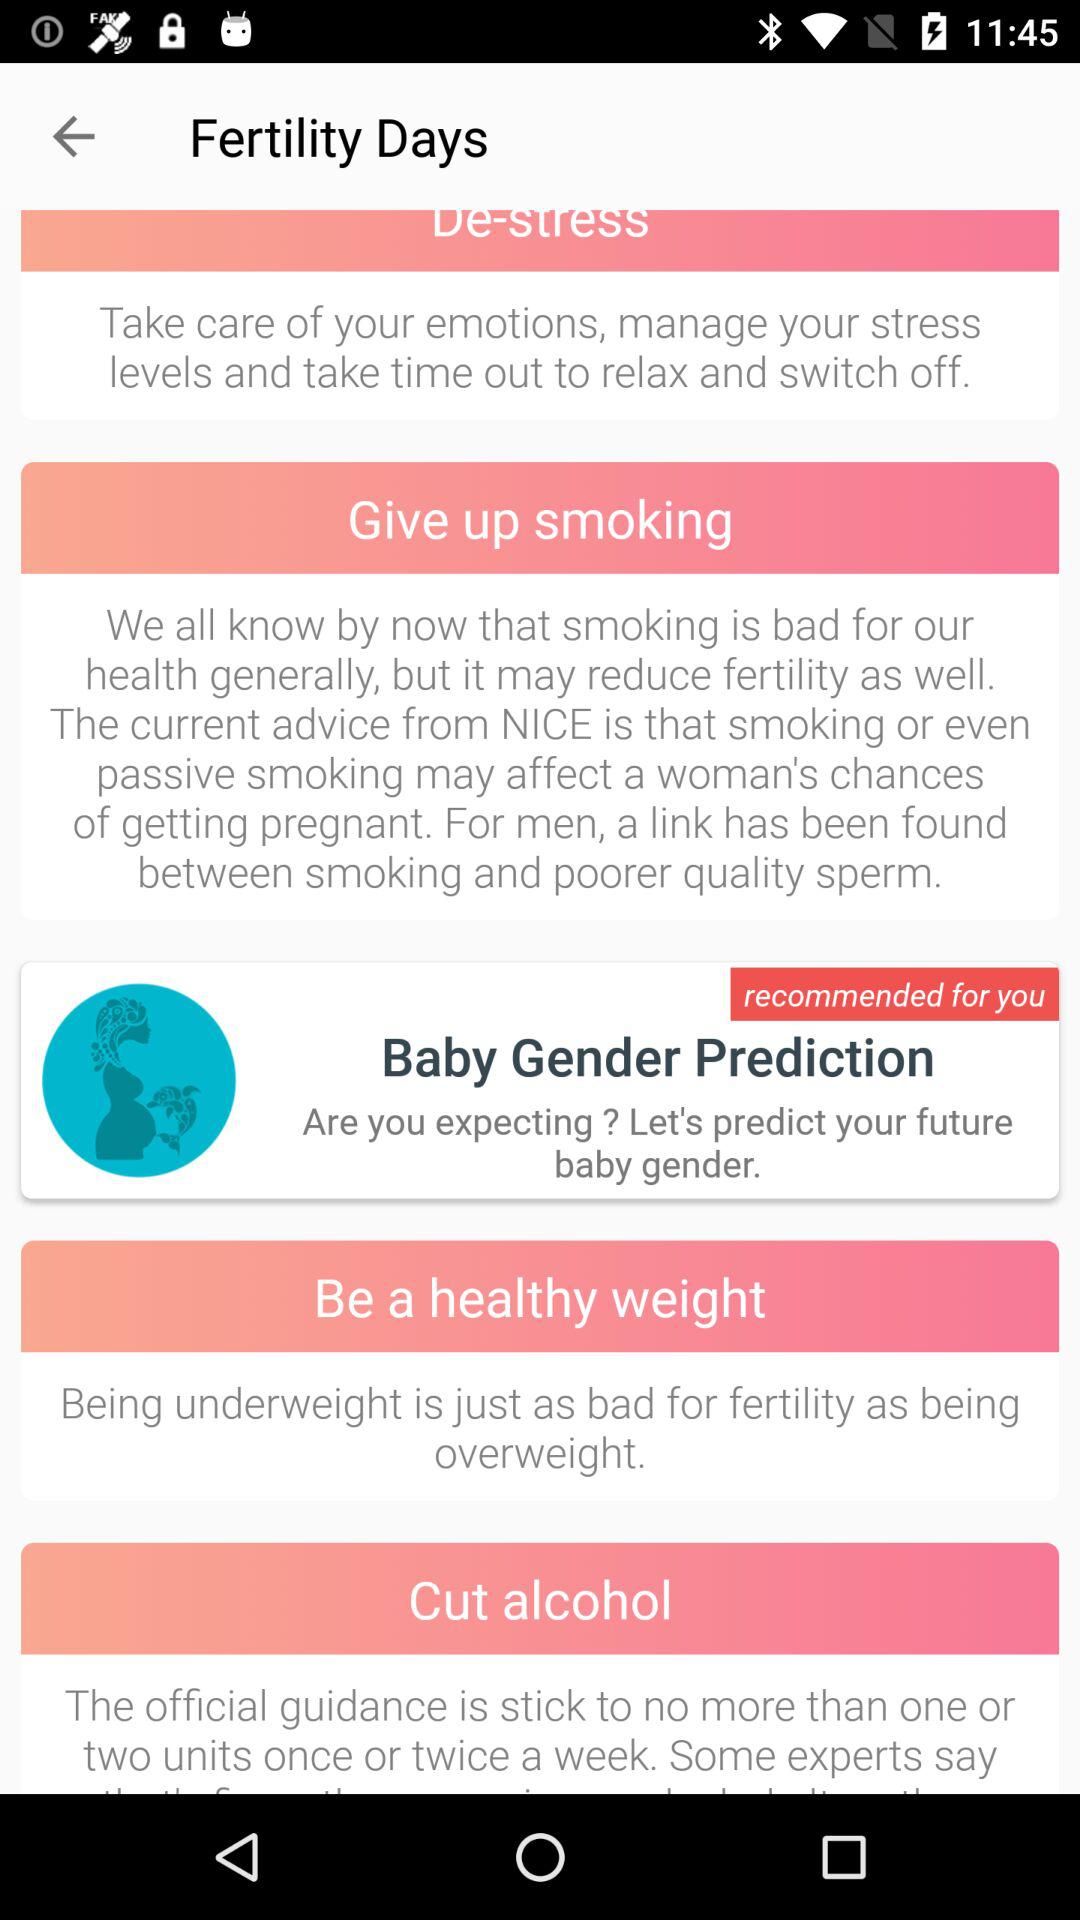 FAKE
11:45
Fertility Days
De-stress
Take care of your emotions, manage your stress
levels and take time out to relax and switch off.
Give up smoking
We all know by now that smoking is bad for our
health generally, but it may reduce fertility as well.
The current advice from NICE is that smoking or even
passive smoking may affect a woman's chances
of getting pregnant. For men, a link has been found
between smoking and poorer quality sperm.
recommended for you
Baby Gender Prediction
Are you expecting ? Let's predict your future
baby gender.
Be a healthy weight
Being underweight is just as bad for fertility as being
overweight.
Cut alcohol
The official guidance is stick to no more than one or
two units once or twice a week. Some experts say